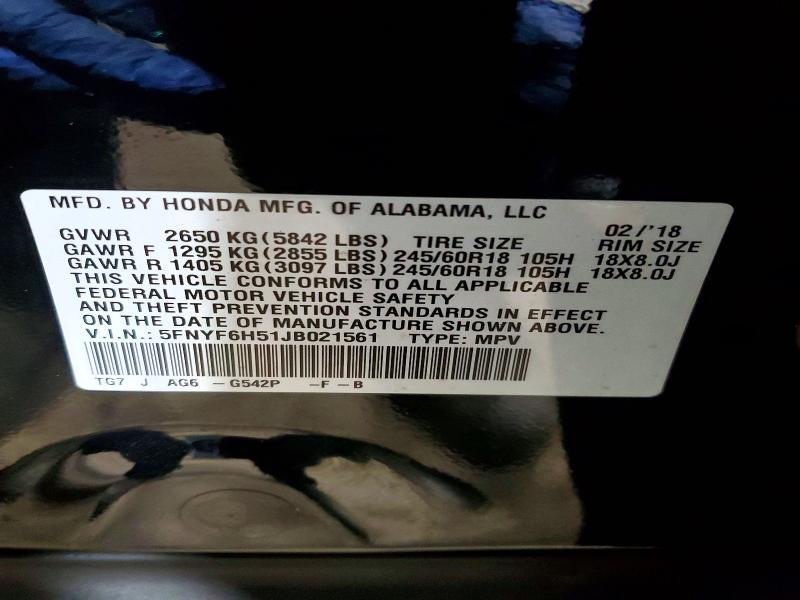 MFD. BY HONDA MFG. OF ALABAMA, LLC 02/'18
GVWR 2650 KG(5842 LBS) TIRE SIZE RIM SIZE
GAWR F 1295 KG(2855 LBS)245/60R18 105H 18X8.0J
GAWR R 1405 KG(3097 LBS)245/60R18 105H 18X8.0J
THIS VEHICLE CONFORMS TO ALL APPLICABLE
FEDERAL MOTOR VEHICLE SAFETY
AND THEFT PREVENTION STANDARDS IN EFFECT
ON THE DATE OF MANUFACTURE SHOWN ABOVE.
V.I.N.: 5FNYF6H51JB021561 TYPE: MPV
TG7 J AG6 -G542P -F-B